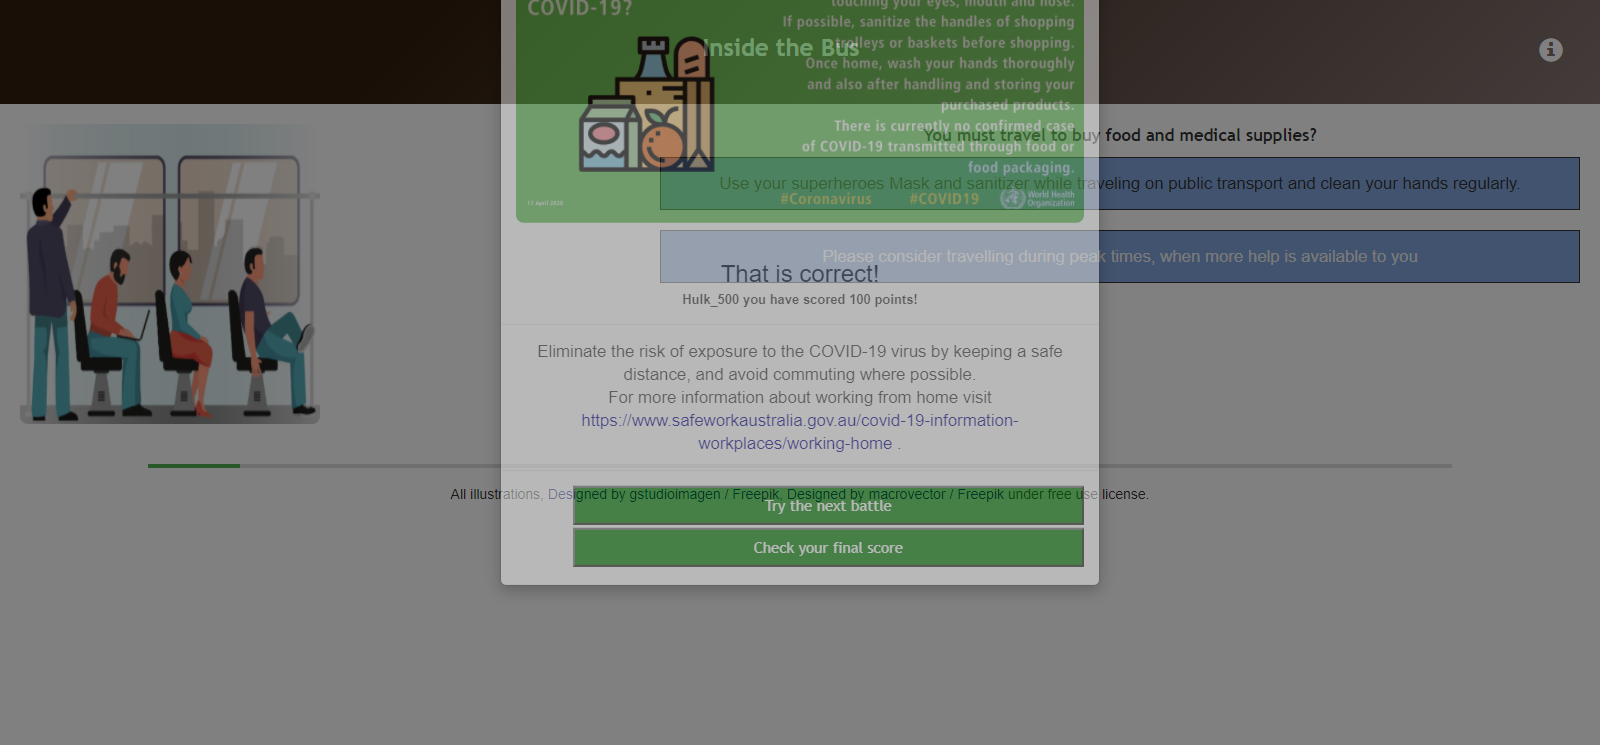 COVID-19?
touching your eyes, mouth and nose.
If possible, sanitize the handles of shopping
trolleys or baskets before shopping.
Once home, wash your hands thoroughly
and also after handling and storing your
purchased products.
There is currently no confirmed case
of COVID-19 transmitted through food or
food packaging.
#Coronavirus #COVID19
World Health
Organization
17 April 2020
Inside the Bus
You must travel to buy food and medical supplies?
Use your superheroes Mask and sanitizer while traveling on public transport and clean your hands regularly.
Please consider travelling during peak times, when more help is available to you
That is correct!
Hulk_500 you have scored 100 points!
Eliminate the risk of exposure to the COVID-19 virus by keeping a safe
distance, and avoid commuting where possible.
For more information about working from home visit
https://www.safeworkaustralia.gov.au/covid-19-information-
workplaces/working-home .
All illustrations, Designed by gstudioimagen / Freepik, Designed by macrovector / Freepik under free use license.
Try the next battle
Check your final score